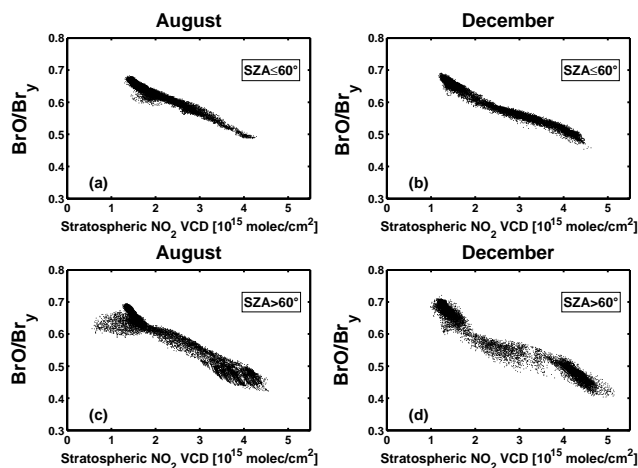 August
December
0.8
0.7
0.6
0.5
0.4
0.3
BrO/Bry
SZA≤60°
(a)
0 1 2 3 4 5
Stratospheric NO2 VCD [10^15 molec/cm^2]
0.8
0.7
0.6
0.5
0.4
0.3
BrO/Bry
SZA≤60°
(b)
0 1 2 3 4 5
Stratospheric NO2 VCD [10^15 molec/cm^2]
August
December
0.8
0.7
0.6
0.5
0.4
0.3
BrO/Bry
SZA>60°
(c)
0 1 2 3 4 5
Stratospheric NO2 VCD [10^15 molec/cm^2]
0.8
0.7
0.6
0.5
0.4
0.3
BrO/Bry
SZA>60°
(d)
0 1 2 3 4 5
Stratospheric NO2 VCD [10^15 molec/cm^2]